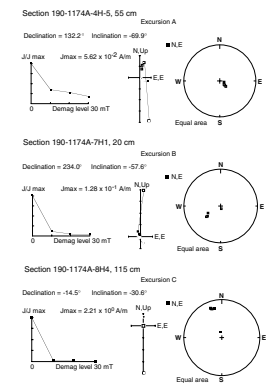 Section 190-1174A-4H-5, 55 cm
Excursion A
Declination = 132.2° Inclination = -69.9°
J/J max Jmax = 5.62 x 10-2 A/m
N,Up
E,E
N,E
N
W
E
S
Equal area
0 Demag level 30 mT
Section 190-1174A-7H1, 20 cm
Excursion B
Declination = 234.0° Inclination = -57.6°
J/J max Jmax = 1.28 x 10-1 A/m
N,Up
E,E
N,E
N
W
E
S
Equal area
0 Demag level 30 mT
Section 190-1174A-8H4, 115 cm
Excursion C
Declination = -14.5° Inclination = -30.6°
J/J max Jmax = 2.21 x 100 A/m
N,Up
E,E
N,E
N
W
E
S
Equal area
0 Demag level 30 mT